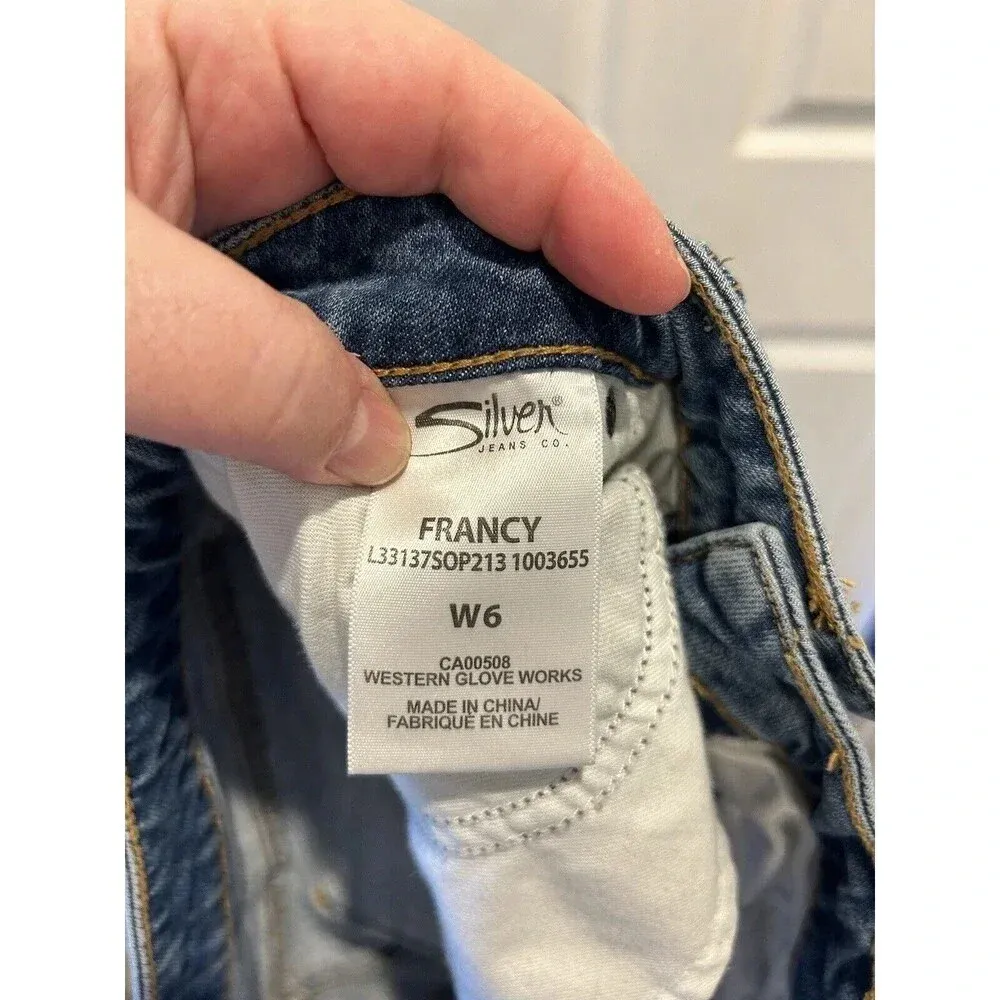 Silver®
JEANS CO.
FRANCY
L33137SOP213 1003655
W6
CA00508
WESTERN GLOVE WORKS
MADE IN CHINA/
FABRIQUÉ EN CHINE